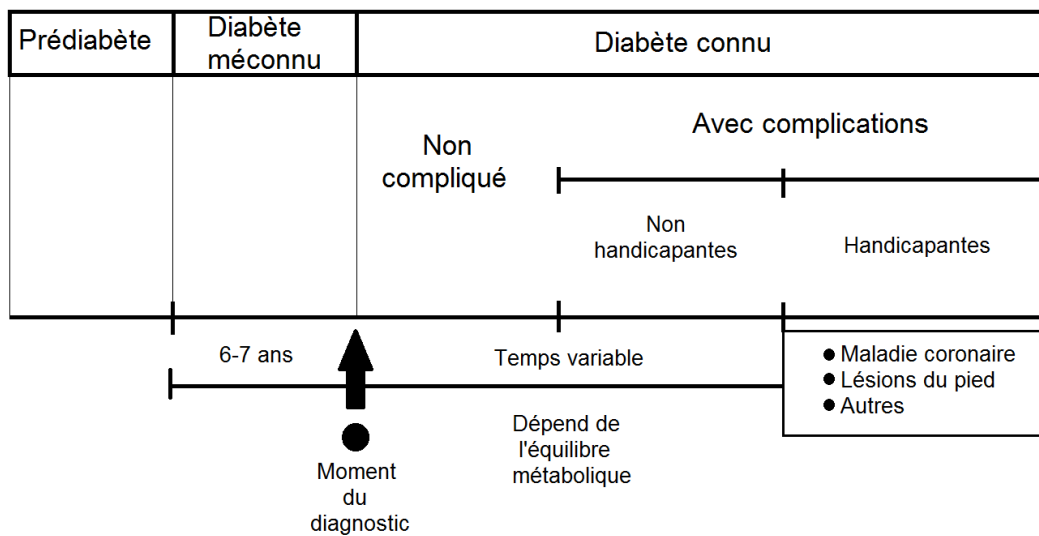 Prédiabète
Diabète
méconnu
Diabète connu
Non
compliqué
Avec complications
Non
handicapantes
Handicapantes
6-7 ans
Temps variable
Maladie coronaire
Lésions du pied
Autres
Dépend de
l'équilibre
métabolique
Moment
du
diagnostic